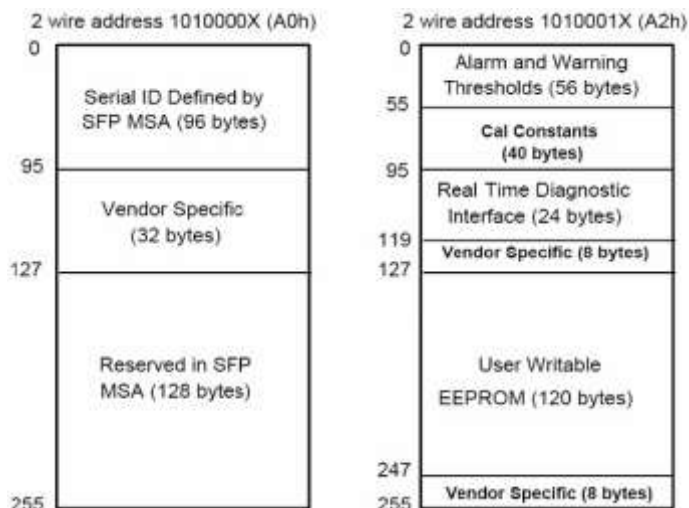 2 wire address 1010000X (A0h)
0
Serial ID Defined by
SFP MSA (96 bytes)
95
Vendor Specific
(32 bytes)
127
Reserved in SFP
MSA (128 bytes)
255
2 wire address 1010001X (A2h)
0
Alarm and Warning
Thresholds (56 bytes)
55
Cal Constants
(40 bytes)
95
Real Time Diagnostic
Interface (24 bytes)
119
Vendor Specific (8 bytes)
127
User Writable
EEPROM (120 bytes)
247
Vendor Specific (8 bytes)
255